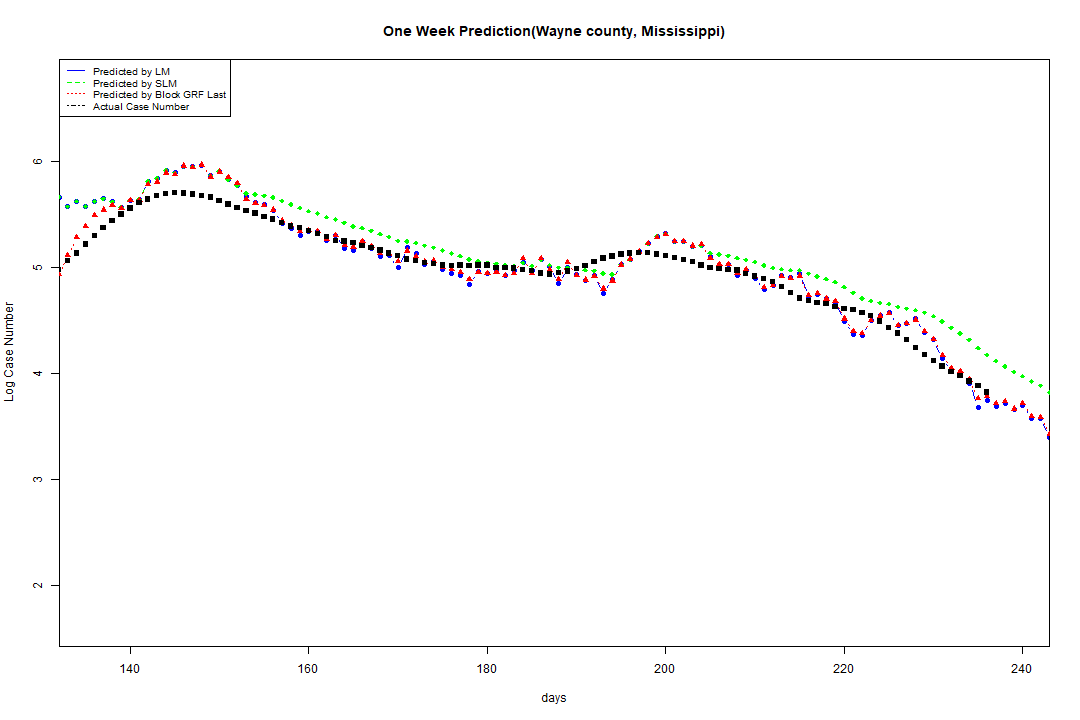 One Week Prediction(Wayne county, Mississippi)
Predicted by LM
Predicted by SLM
Predicted by Block GRF Last
Actual Case Number
6
5
4
3
2
Log Case Number
140 160 180 200 220 240
days